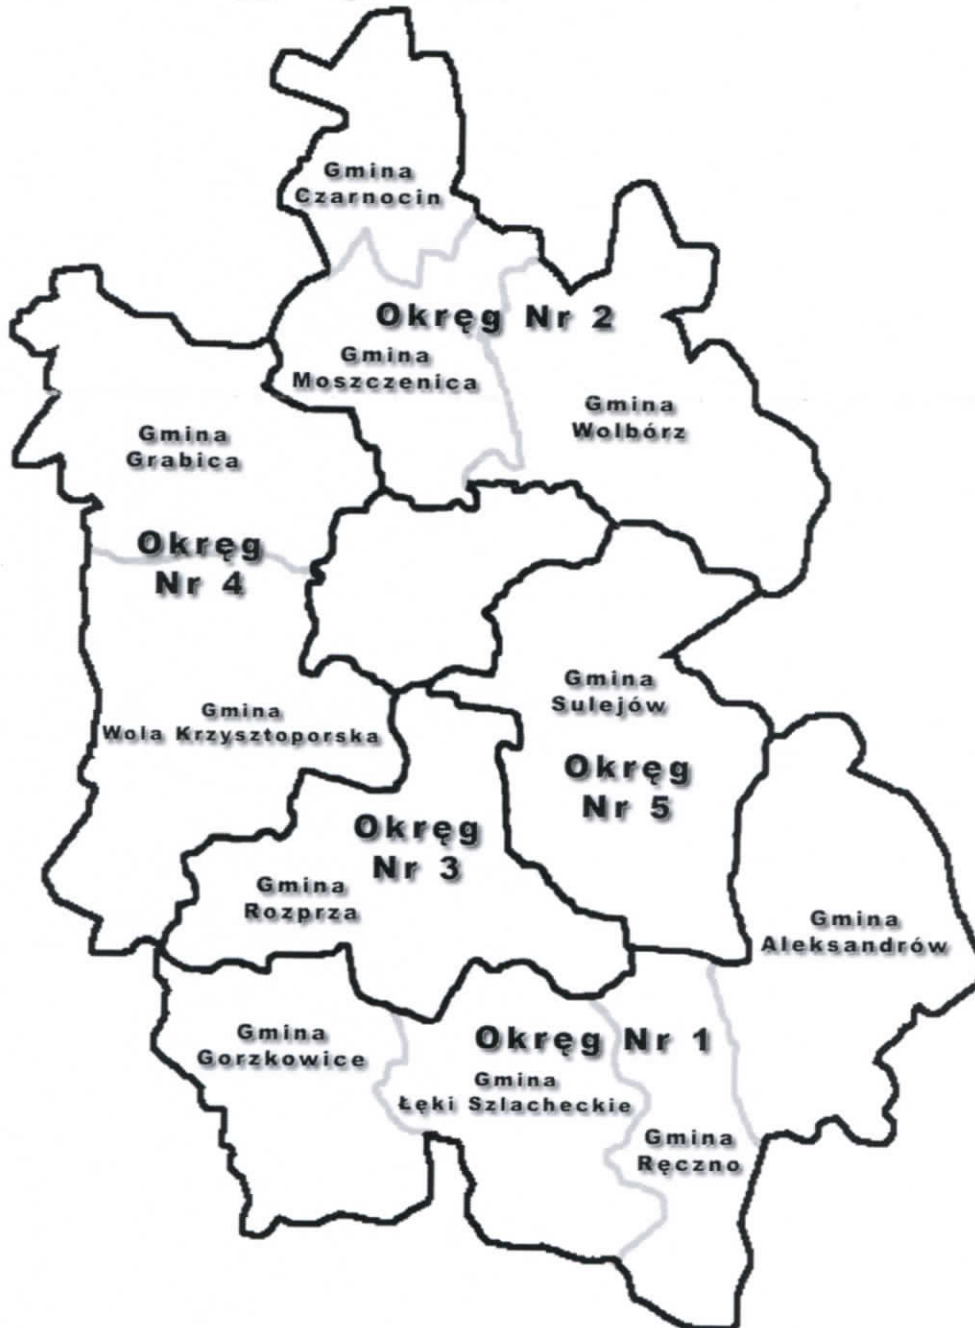 Gmina
Czarnocin
Okręg Nr 2
Gmina
Moszczenica
Gmina
Wolbórz
Gmina
Grabica
Okręg
Nr 4
Gmina
Wola Krzysztoporska
Gmina
Sulejów
Okręg
Nr 5
Okręg
Nr 3
Gmina
Rozprza
Gmina
Aleksandrów
Gmina
Gorzkowice
Okręg Nr 1
Gmina
Łęki Szlacheckie
Gmina
Ręczno